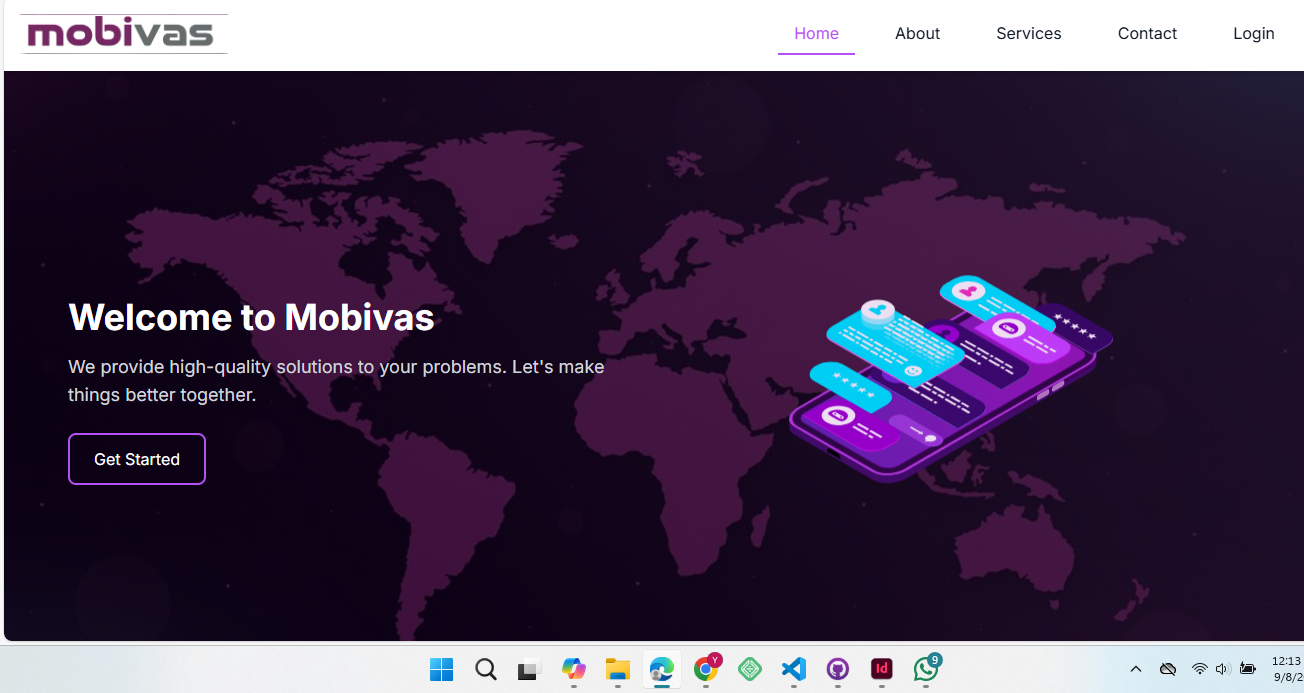 mobivas
Home About Services Contact Login
Welcome to Mobivas
We provide high-quality solutions to your problems. Let's make
things better together.
Get Started
Y
Id
9
12:13
9/8/2